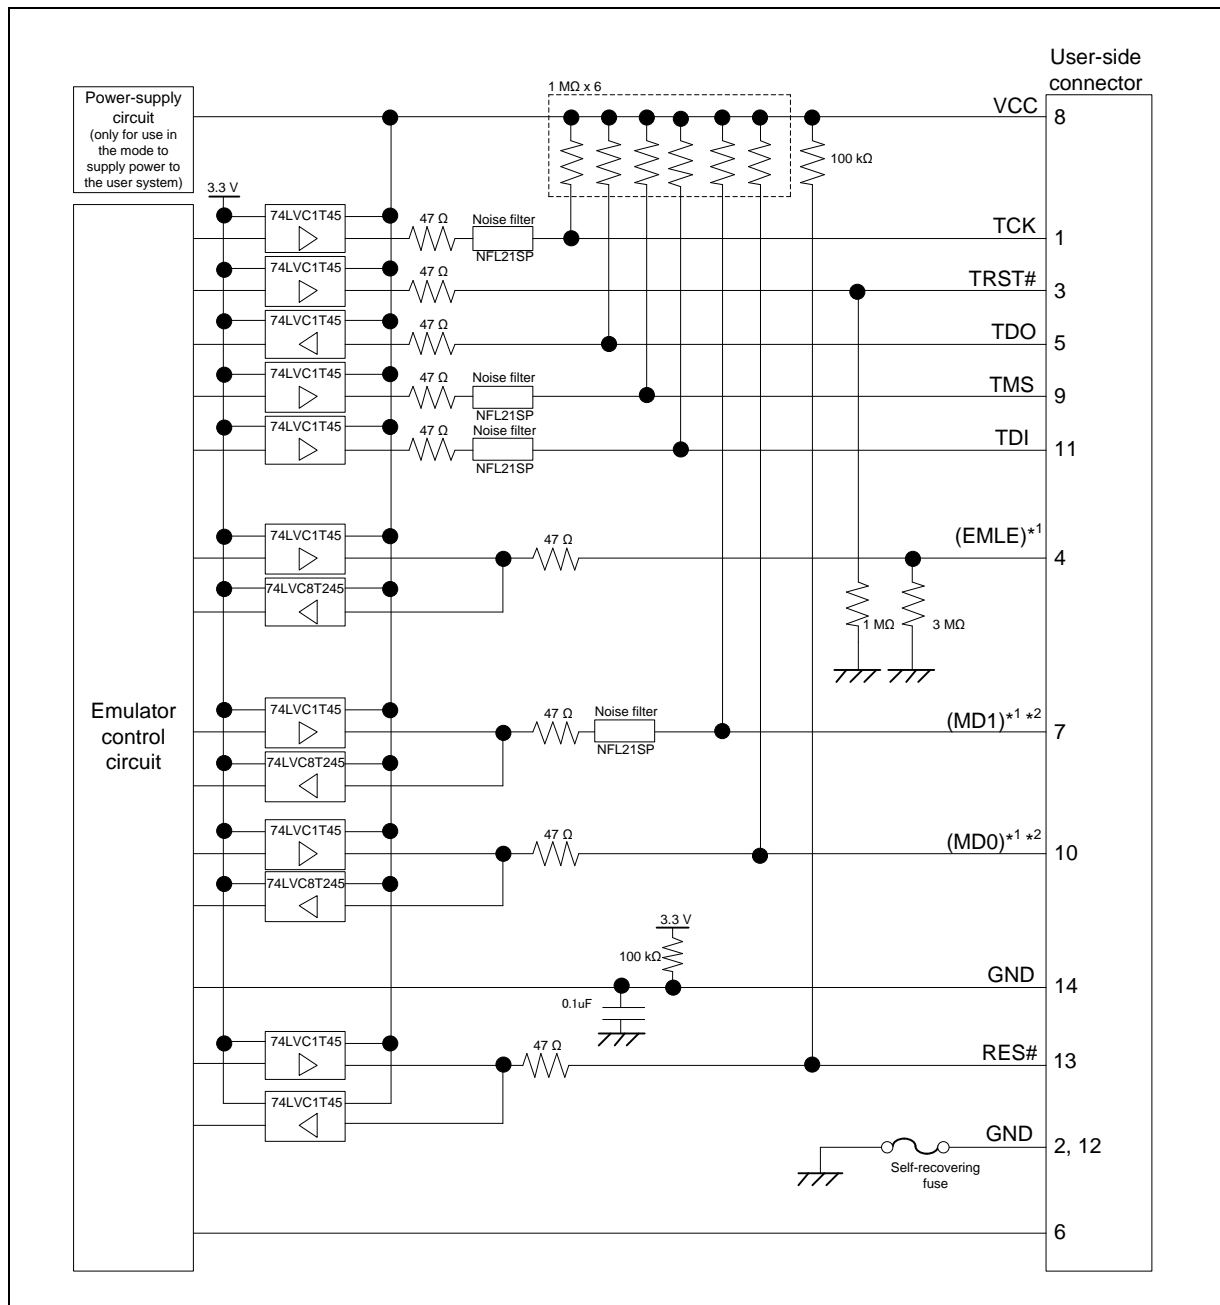 User-side
connector
Power-supply
circuit
(only for use in
the mode to
supply power to
the user system)
1 MΩ x 6
VCC
8
100 kΩ
3.3 V
74LVC1T45
47 Ω
Noise filter
NFL21SP
TCK
1
74LVC1T45
47 Ω
TRST#
3
74LVC1T45
47 Ω
TDO
5
74LVC1T45
47 Ω
Noise filter
NFL21SP
TMS
9
74LVC1T45
47 Ω
Noise filter
NFL21SP
TDI
11
74LVC1T45
47 Ω
(EMLE)*1
4
74LVC8T245
1 MΩ
3 MΩ
Emulator
control
circuit
74LVC1T45
47 Ω
Noise filter
NFL21SP
(MD1)*1 *2
7
74LVC8T245
74LVC1T45
47 Ω
(MD0)*1 *2
10
74LVC8T245
3.3 V
100 kΩ
0.1uF
GND
14
74LVC1T45
47 Ω
RES#
13
74LVC1T45
GND
2, 12
Self-recovering
fuse
6